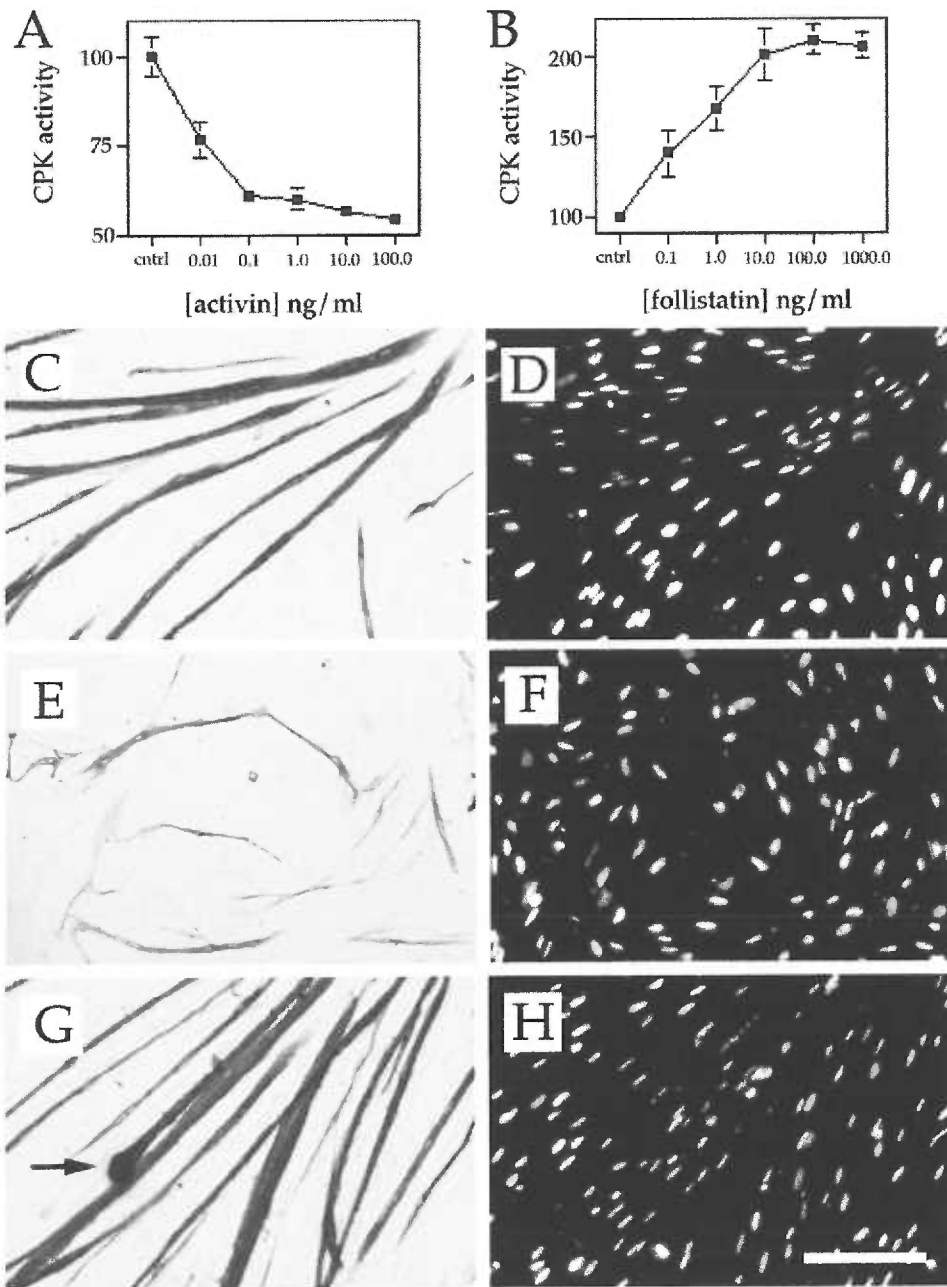 A
CPK activity
100
75
50
cntrl 0.01 0.1 1.0 10.0 100.0
[activin] ng/ml
B
CPK activity
200
150
100
cntrl 0.1 1.0 10.0 100.0 1000.0
[follistatin] ng/ml
C
D
E
F
G
H